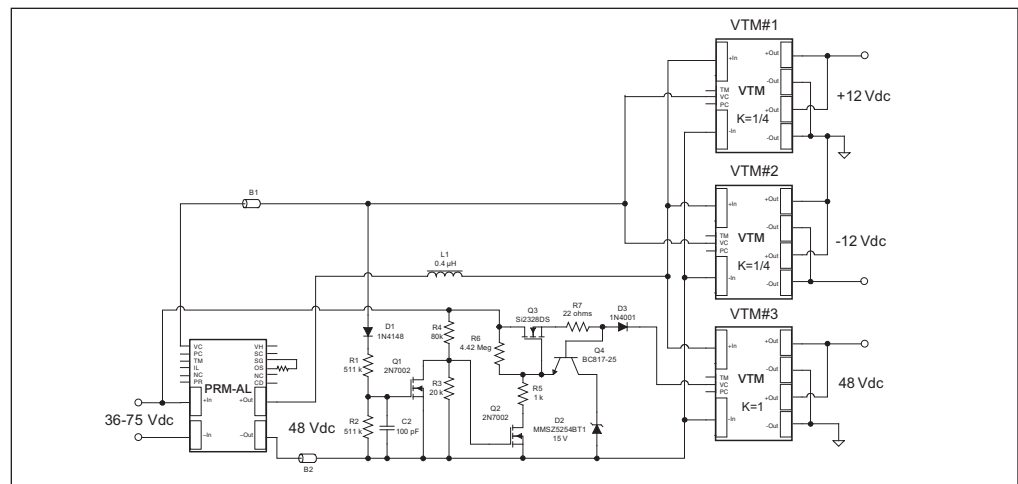 VTM#1
+In
+Out
-Out
TM
VC
PC
VTM
+Out
K=1/4
-In
-Out
+12 Vdc
B1
VTM#2
+In
+Out
-Out
TM
VC
PC
VTM
+Out
K=1/4
-In
-Out
-12 Vdc
L1
0.4 µH
VTM#3
+In
+Out
-Out
TM
VC
PC
VTM
+Out
K=1
-In
-Out
48 Vdc
D1
1N4148
R4
80k
R6
4.42 Meg
Q3
Si2328DS
R7
22 ohms
D3
1N4001
Q4
BC817-25
R1
511 k
Q1
2N7002
R3
20 k
R5
1 k
Q2
2N7002
D2
MMSZ5254BT1
15 V
R2
511 k
C2
100 pF
VC
PC
TM
IL
NC
PR
VH
SC
SG
OS
NC
CD
PRM-AL
+In
+Out
–In
–Out
36-75 Vdc
48 Vdc
B2